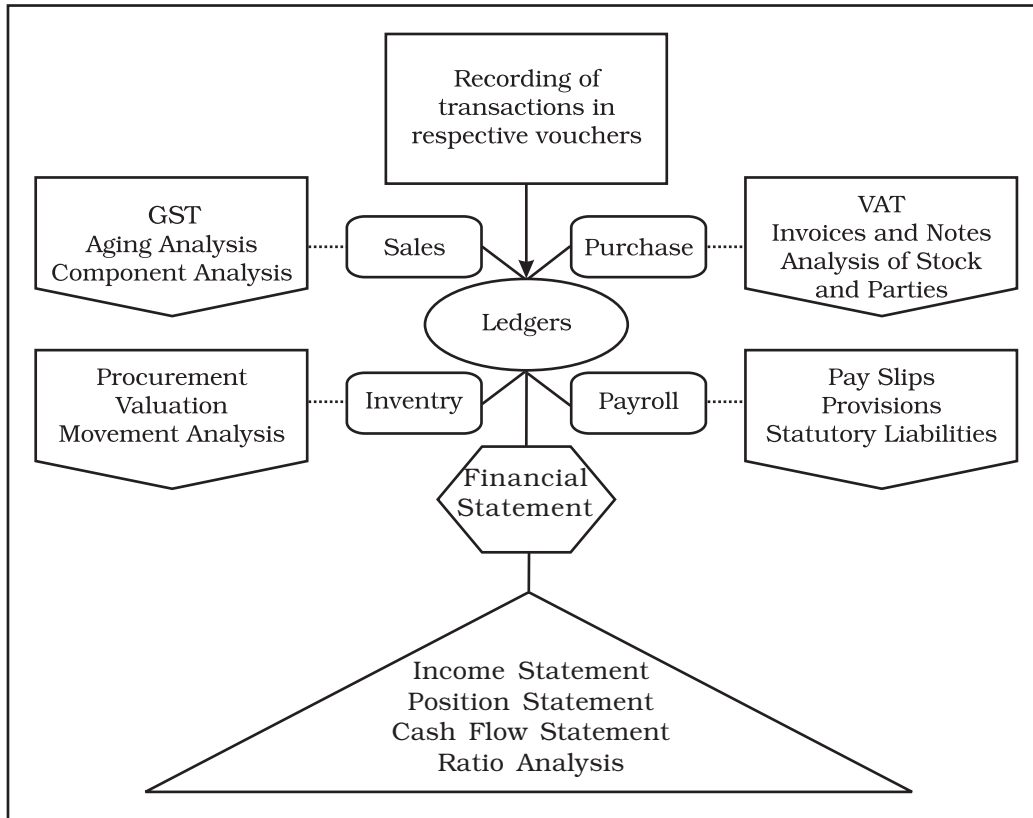 Recording of
transactions in
respective vouchers
GST
Aging Analysis
Component Analysis
Sales
Purchase
VAT
Invoices and Notes
Analysis of Stock
and Parties
Ledgers
Procurement
Valuation
Movement Analysis
Inventry
Payroll
Pay Slips
Provisions
Statutory Liabilities
Financial
Statement
Income Statement
Position Statement
Cash Flow Statement
Ratio Analysis